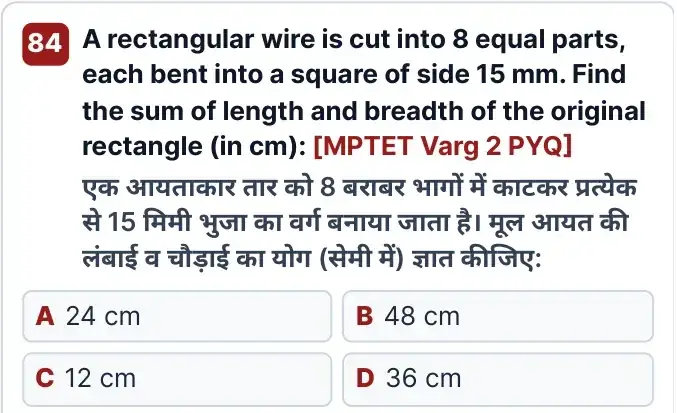 84 A rectangular wire is cut into 8 equal parts,
each bent into a square of side 15 mm. Find
the sum of length and breadth of the original
rectangle (in cm): [MPTET Varg 2 PYQ]
एक आयताकार तार को 8 बराबर भागों में काटकर प्रत्येक
से 15 मिमी भुजा का वर्ग बनाया जाता है। मूल आयत की
लंबाई व चौड़ाई का योग (सेमी में) ज्ञात कीजिए:
A 24 cm
B 48 cm
C 12 cm
D 36 cm